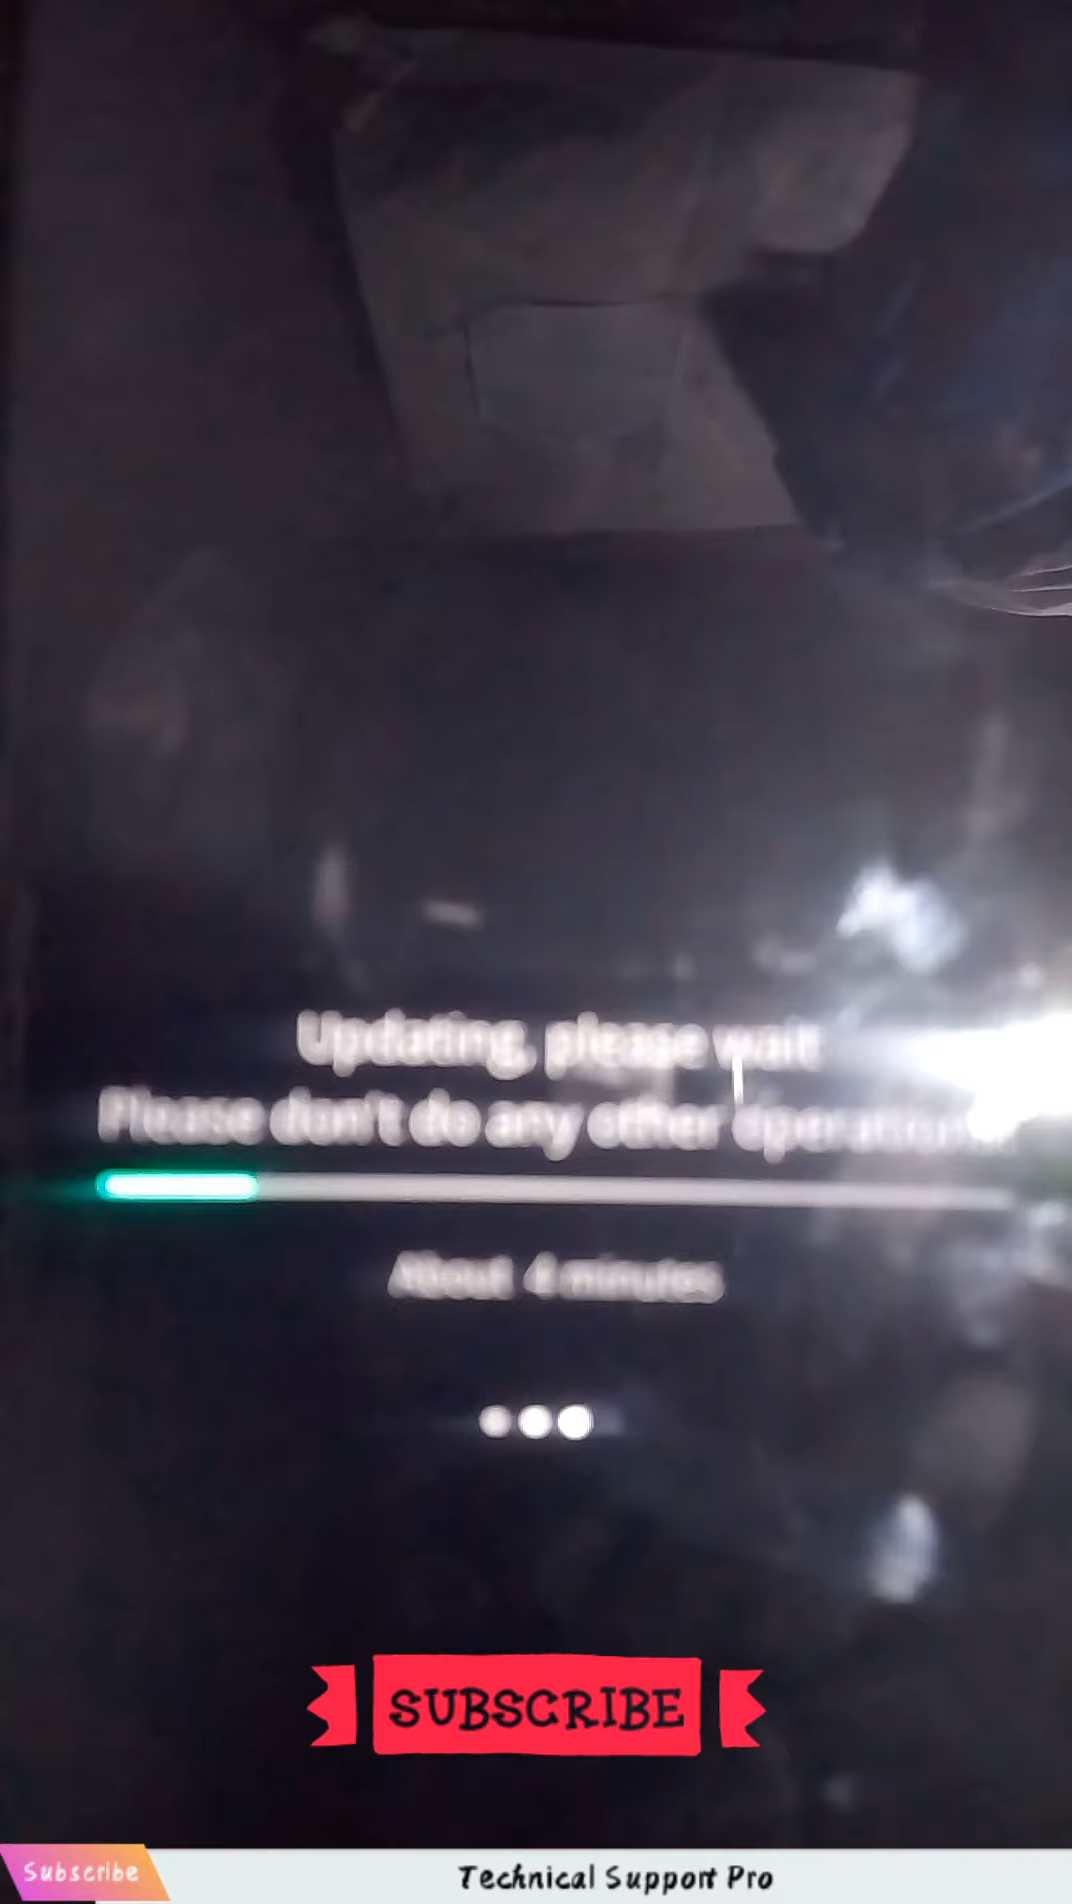 Updating, please wait
Please don't do any other operation
About 4 minutes
SUBSCRIBE
Subscribe
Technical Support Pro